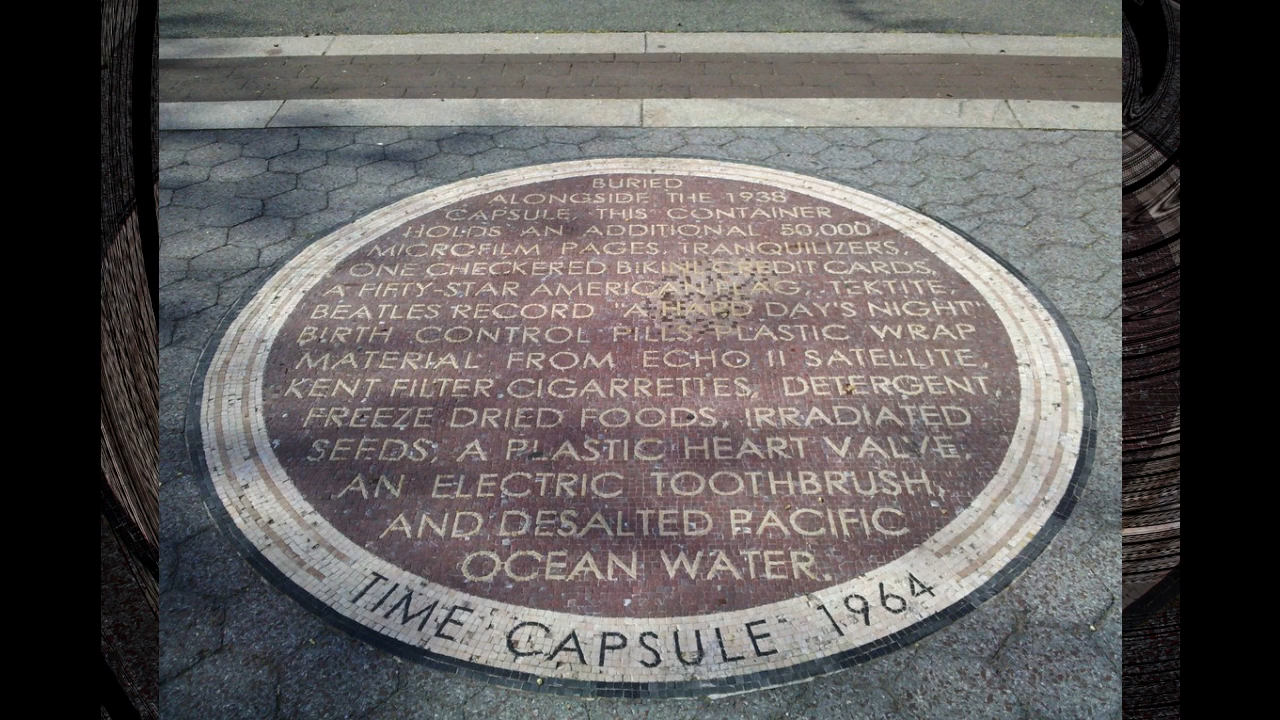 BURIED
ALONGSIDE THE 1938
CAPSULE, THIS CONTAINER
HOLDS AN ADDITIONAL 50,000
MICROFILM PAGES, TRANQUILIZERS,
ONE CHECKERED BIKINI, CREDIT CARDS,
A FIFTY-STAR AMERICAN FLAG, TEKTITE
BEATLES RECORD "A HARD DAY'S NIGHT"
BIRTH CONTROL PILLS, PLASTIC WRAP
MATERIAL FROM ECHO II SATELLITE,
KENT FILTER CIGARRETTES, DETERGENT,
FREEZE DRIED FOODS, IRRADIATED
SEEDS, A PLASTIC HEART VALVE,
AN ELECTRIC TOOTHBRUSH,
AND DESALTED PACIFIC
OCEAN WATER.
TIME CAPSULE 1964